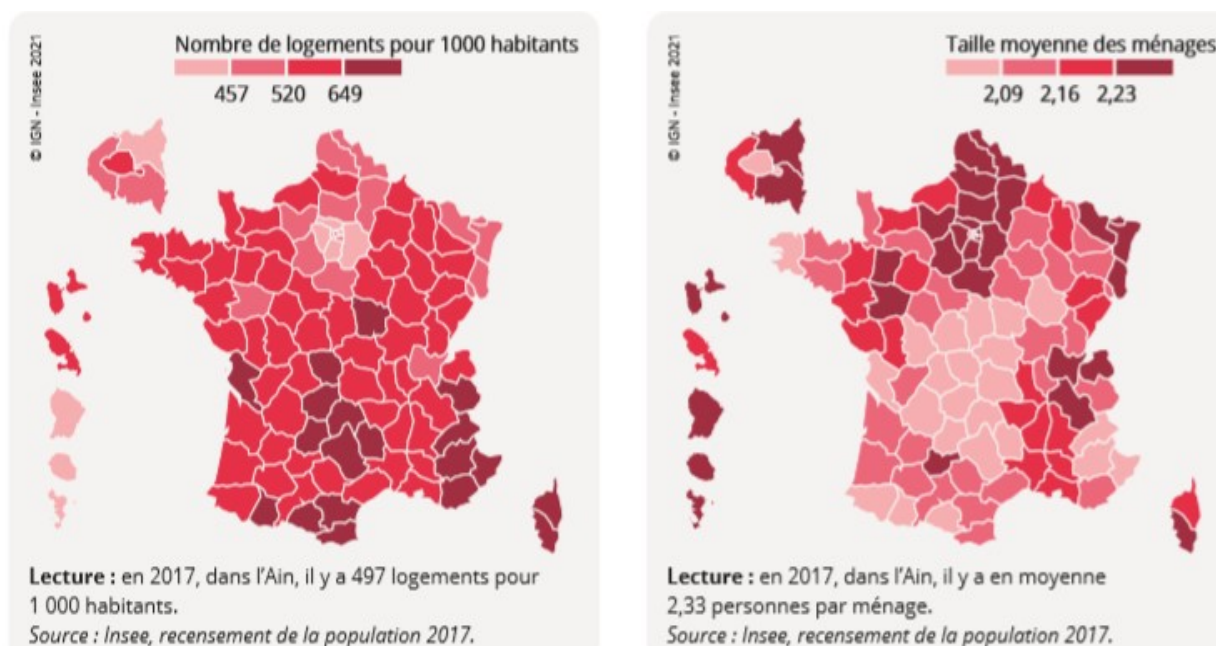 Nombre de logements pour 1000 habitants
457 520 649
© IGN - Insee 2021
Lecture : en 2017, dans l'Ain, il y a 497 logements pour
1 000 habitants.
Source : Insee, recensement de la population 2017.
Taille moyenne des ménages
2,09 2,16 2,23
© IGN - Insee 2021
Lecture : en 2017, dans l'Ain, il y a en moyenne
2,33 personnes par ménage.
Source : Insee, recensement de la population 2017.